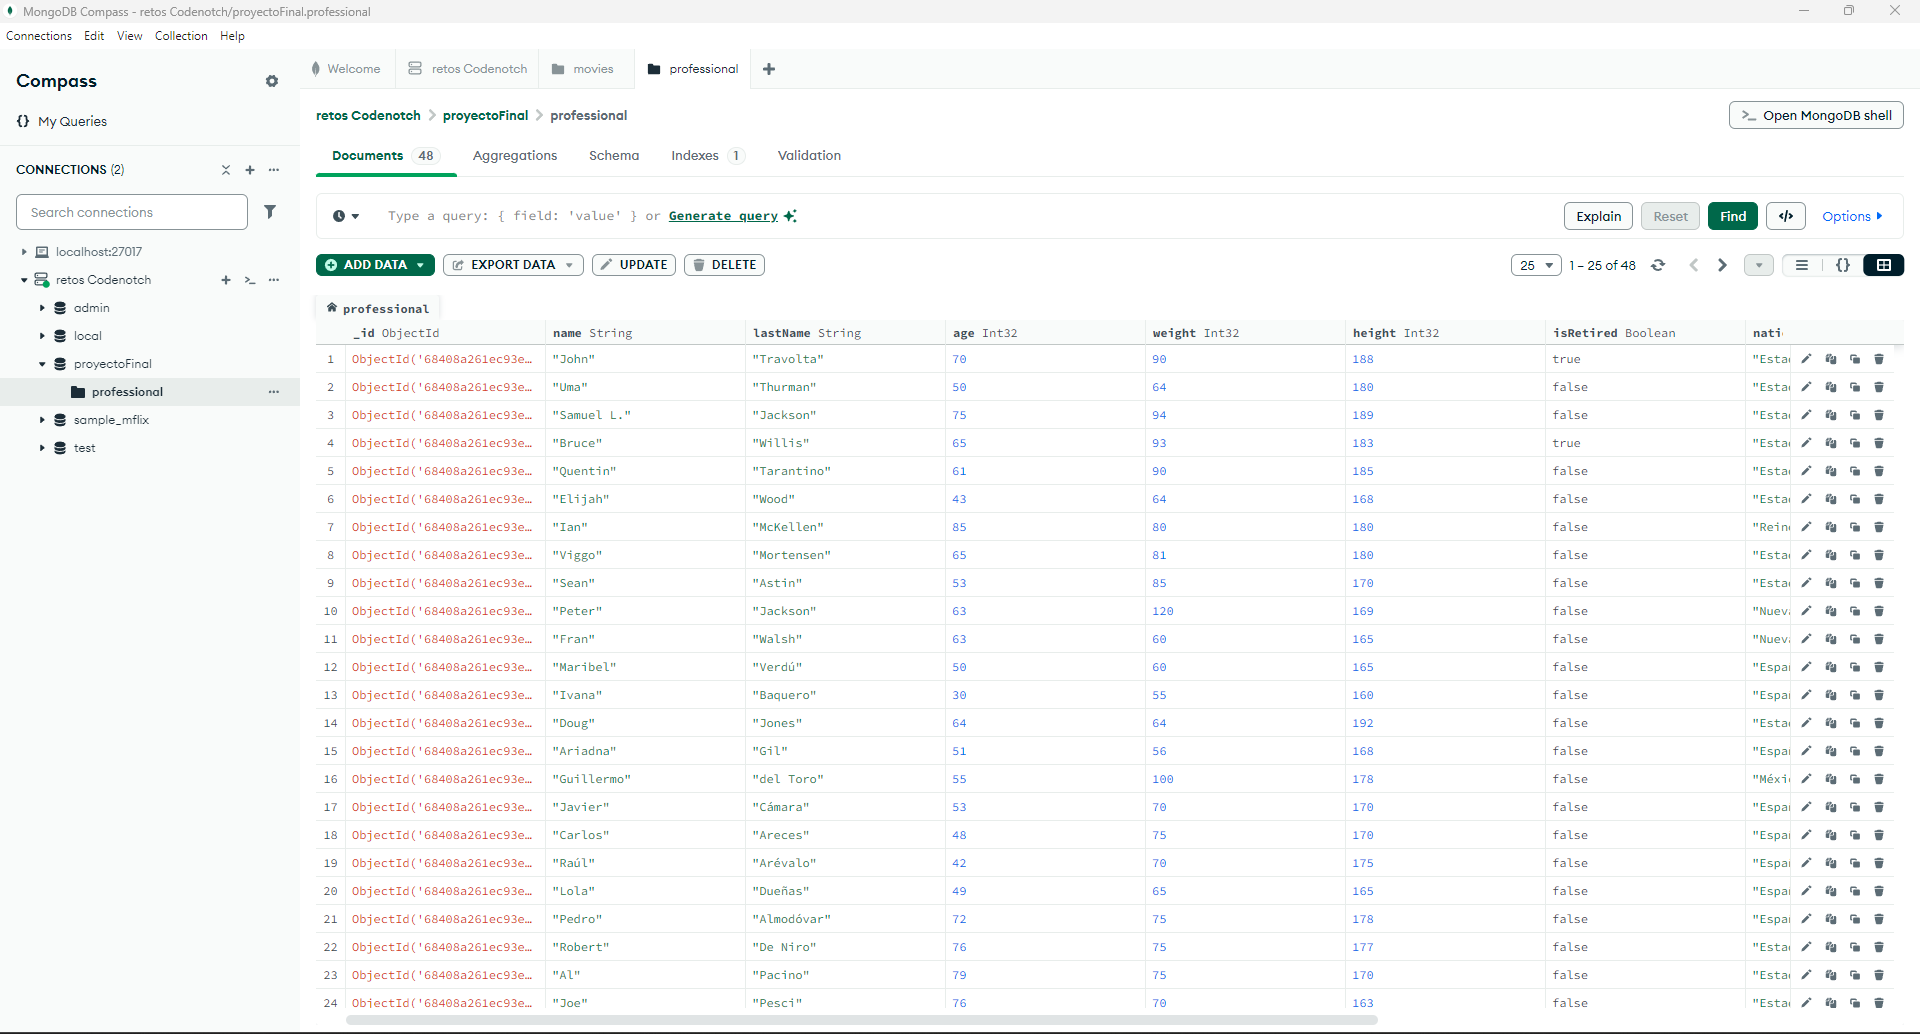 MongoDB Compass - retos Codenotch/proyectoFinal.professional
Connections Edit View Collection Help
Compass
My Queries
CONNECTIONS (2)
Search connections
localhost:27017
retos Codenotch
admin
local
proyectoFinal
professional
sample_mflix
test
Welcome retos Codenotch movies professional
retos Codenotch > proyectoFinal > professional
>_ Open MongoDB shell
Documents 48 Aggregations Schema Indexes 1 Validation
Type a query: { field: 'value' } or Generate query
Explain Reset Find </> Options
ADD DATA EXPORT DATA UPDATE DELETE
25 1 – 25 of 48
professional
_id ObjectId name String lastName String age Int32 weight Int32 height Int32 isRetired Boolean nati
1 ObjectId('68408a261ec93e… "John" "Travolta" 70 90 188 true "Esta
2 ObjectId('68408a261ec93e… "Uma" "Thurman" 50 64 180 false "Esta
3 ObjectId('68408a261ec93e… "Samuel L." "Jackson" 75 94 189 false "Esta
4 ObjectId('68408a261ec93e… "Bruce" "Willis" 65 93 183 true "Esta
5 ObjectId('68408a261ec93e… "Quentin" "Tarantino" 61 90 185 false "Esta
6 ObjectId('68408a261ec93e… "Elijah" "Wood" 43 64 168 false "Esta
7 ObjectId('68408a261ec93e… "Ian" "McKellen" 85 80 180 false "Rein
8 ObjectId('68408a261ec93e… "Viggo" "Mortensen" 65 81 180 false "Esta
9 ObjectId('68408a261ec93e… "Sean" "Astin" 53 85 170 false "Esta
10 ObjectId('68408a261ec93e… "Peter" "Jackson" 63 120 169 false "Nuev
11 ObjectId('68408a261ec93e… "Fran" "Walsh" 63 60 165 false "Nuev
12 ObjectId('68408a261ec93e… "Maribel" "Verdú" 50 60 165 false "Espa
13 ObjectId('68408a261ec93e… "Ivana" "Baquero" 30 55 160 false "Espa
14 ObjectId('68408a261ec93e… "Doug" "Jones" 64 64 192 false "Esta
15 ObjectId('68408a261ec93e… "Ariadna" "Gil" 51 56 168 false "Espa
16 ObjectId('68408a261ec93e… "Guillermo" "del Toro" 55 100 178 false "Méxi
17 ObjectId('68408a261ec93e… "Javier" "Cámara" 53 70 170 false "Espa
18 ObjectId('68408a261ec93e… "Carlos" "Areces" 48 75 170 false "Espa
19 ObjectId('68408a261ec93e… "Raúl" "Arévalo" 42 70 175 false "Espa
20 ObjectId('68408a261ec93e… "Lola" "Dueñas" 49 65 165 false "Espa
21 ObjectId('68408a261ec93e… "Pedro" "Almodóvar" 72 75 178 false "Espa
22 ObjectId('68408a261ec93e… "Robert" "De Niro" 76 75 177 false "Esta
23 ObjectId('68408a261ec93e… "Al" "Pacino" 79 75 170 false "Esta
24 ObjectId('68408a261ec93e… "Joe" "Pesci" 76 70 163 false "Esta